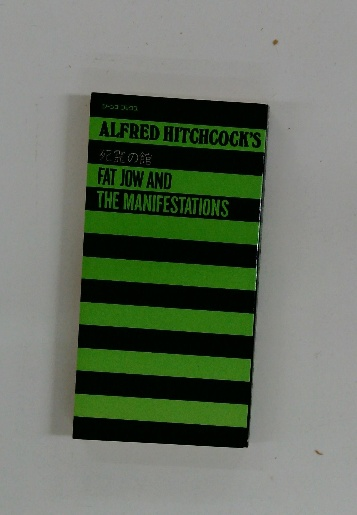 ALFRED HITCHCOCK'S
FAT JOW AND
THE MANIFESTATIONS